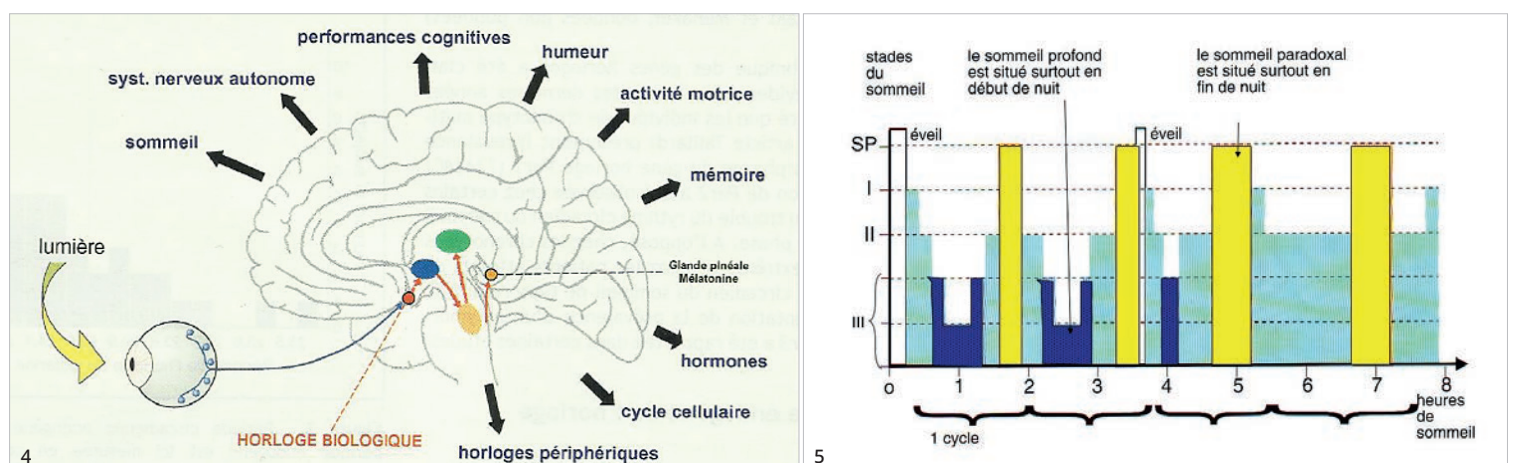 performances cognitives
humeur
syst. nerveux autonome
activité motrice
sommeil
mémoire
lumière
Glande pinéale
Mélatonine
hormones
cycle cellulaire
HORLOGE BIOLOGIQUE
horloges périphériques
4
stades
du
sommeil
le sommeil profond
est situé surtout en
début de nuit
le sommeil paradoxal
est situé surtout en
fin de nuit
éveil
éveil
SP
I
II
III
o 1 2 3 4 5 6 7 8
heures
de
sommeil
1 cycle
5